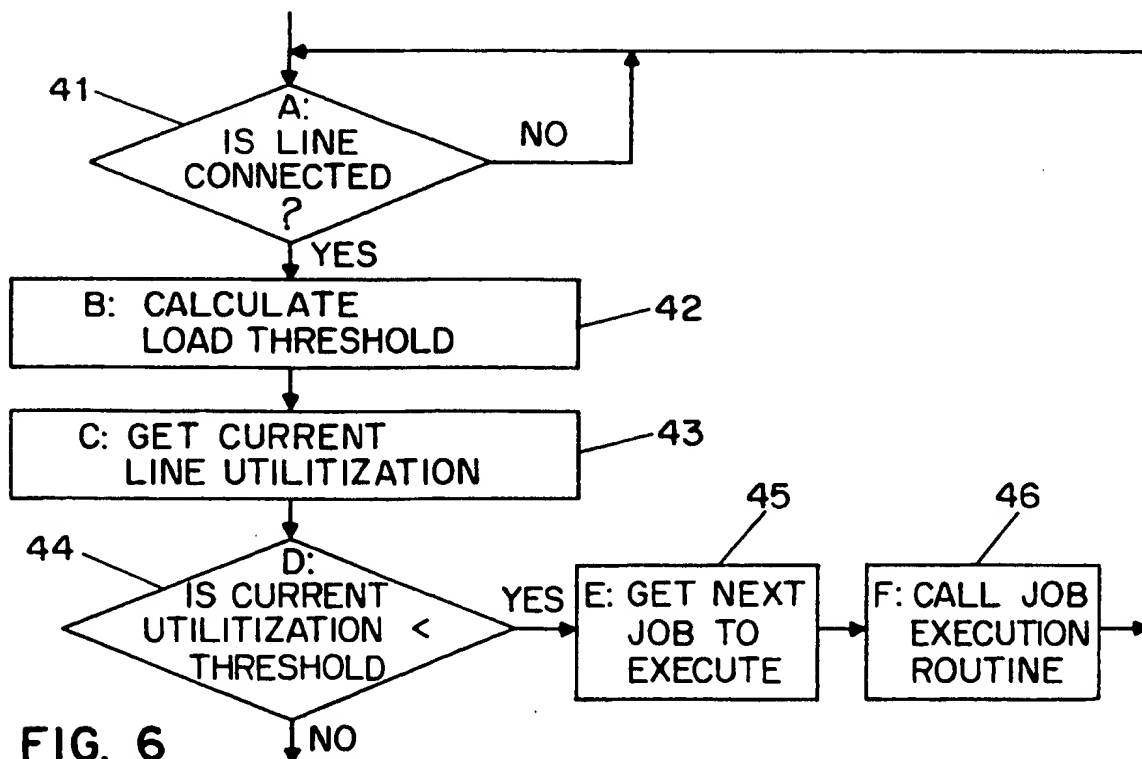 41
A:
IS LINE
CONNECTED
?
NO
YES
B: CALCULATE
LOAD THRESHOLD
42
C: GET CURRENT
LINE UTILITIZATION
43
44
D:
IS CURRENT
UTILITIZATION <
THRESHOLD
YES
45
E: GET NEXT
JOB TO
EXECUTE
46
F: CALL JOB
EXECUTION
ROUTINE
NO
FIG. 6